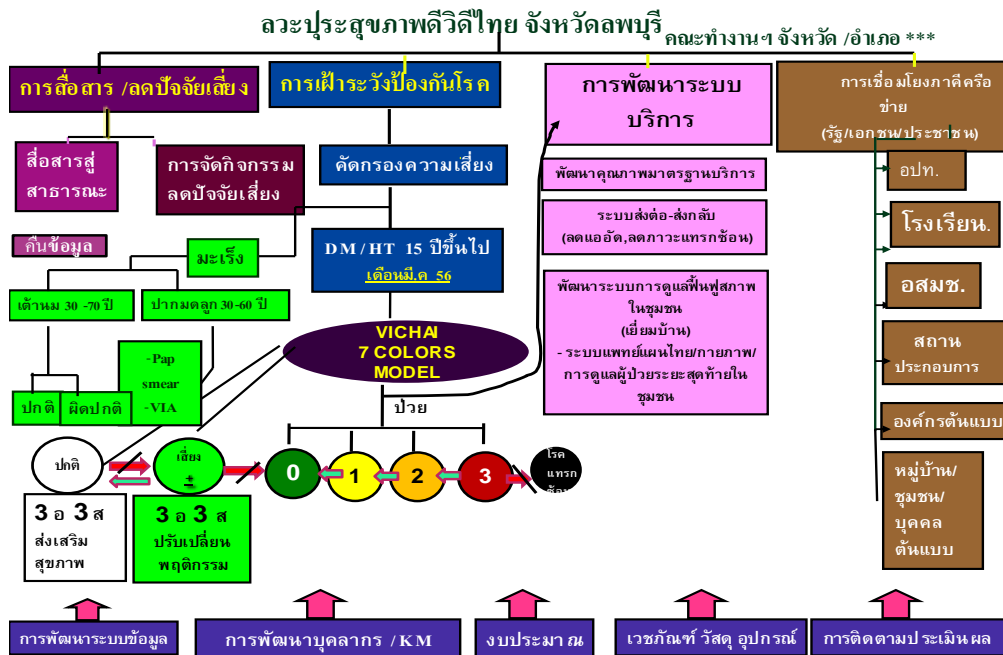 ลวะปุระสุขภาพดีวิถีไทย จังหวัดลพบุรี
คณะทำงานฯ จังหวัด /อำเภอ ***
การสื่อสาร /ลดปัจจัยเสี่ยง
สื่อสารสู่
สาธารณะ
การจัดกิจกรรม
ลดปัจจัยเสี่ยง
คืนข้อมูล
การเฝ้าระวังป้องกันโรค
คัดกรองความเสี่ยง
มะเร็ง
เต้านม 30 -70 ปี
ปากมดลูก 30-60 ปี
ปกติ
ผิดปกติ
-Pap
smear
-VIA
DM/HT 15 ปีขึ้นไป
เดือนมี.ค 56
VICHAI
7 COLORS
MODEL
ป่วย
ปกติ
เสี่ยง
±
0
1
2
3
โรค
แทรก
ซ้อน
3 อ 3 ส
ส่งเสริม
สุขภาพ
3 อ 3 ส
ปรับเปลี่ยน
พฤติกรรม
การพัฒนาระบบ
บริการ
พัฒนาคุณภาพมาตรฐานบริการ
ระบบส่งต่อ-ส่งกลับ
(ลดแออัด,ลดภาวะแทรกซ้อน)
พัฒนาระบบการดูแลฟื้นฟูสภาพ
ในชุมชน
(เยี่ยมบ้าน)
- ระบบแพทย์แผนไทย/กายภาพ/
การดูแลผู้ป่วยระยะสุดท้ายใน
ชุมชน
การเชื่อมโยงภาคีเครือ
ข่าย
(รัฐ/เอกชน/ประชาชน)
อปท.
โรงเรียน.
อสมช.
สถาน
ประกอบการ
องค์กรต้นแบบ
หมู่บ้าน/
ชุมชน/
บุคคล
ต้นแบบ
การพัฒนาระบบข้อมูล
การพัฒนาบุคลากร /KM
งบประมาณ
เวชภัณฑ์ วัสดุ อุปกรณ์
การติดตามประเมินผล